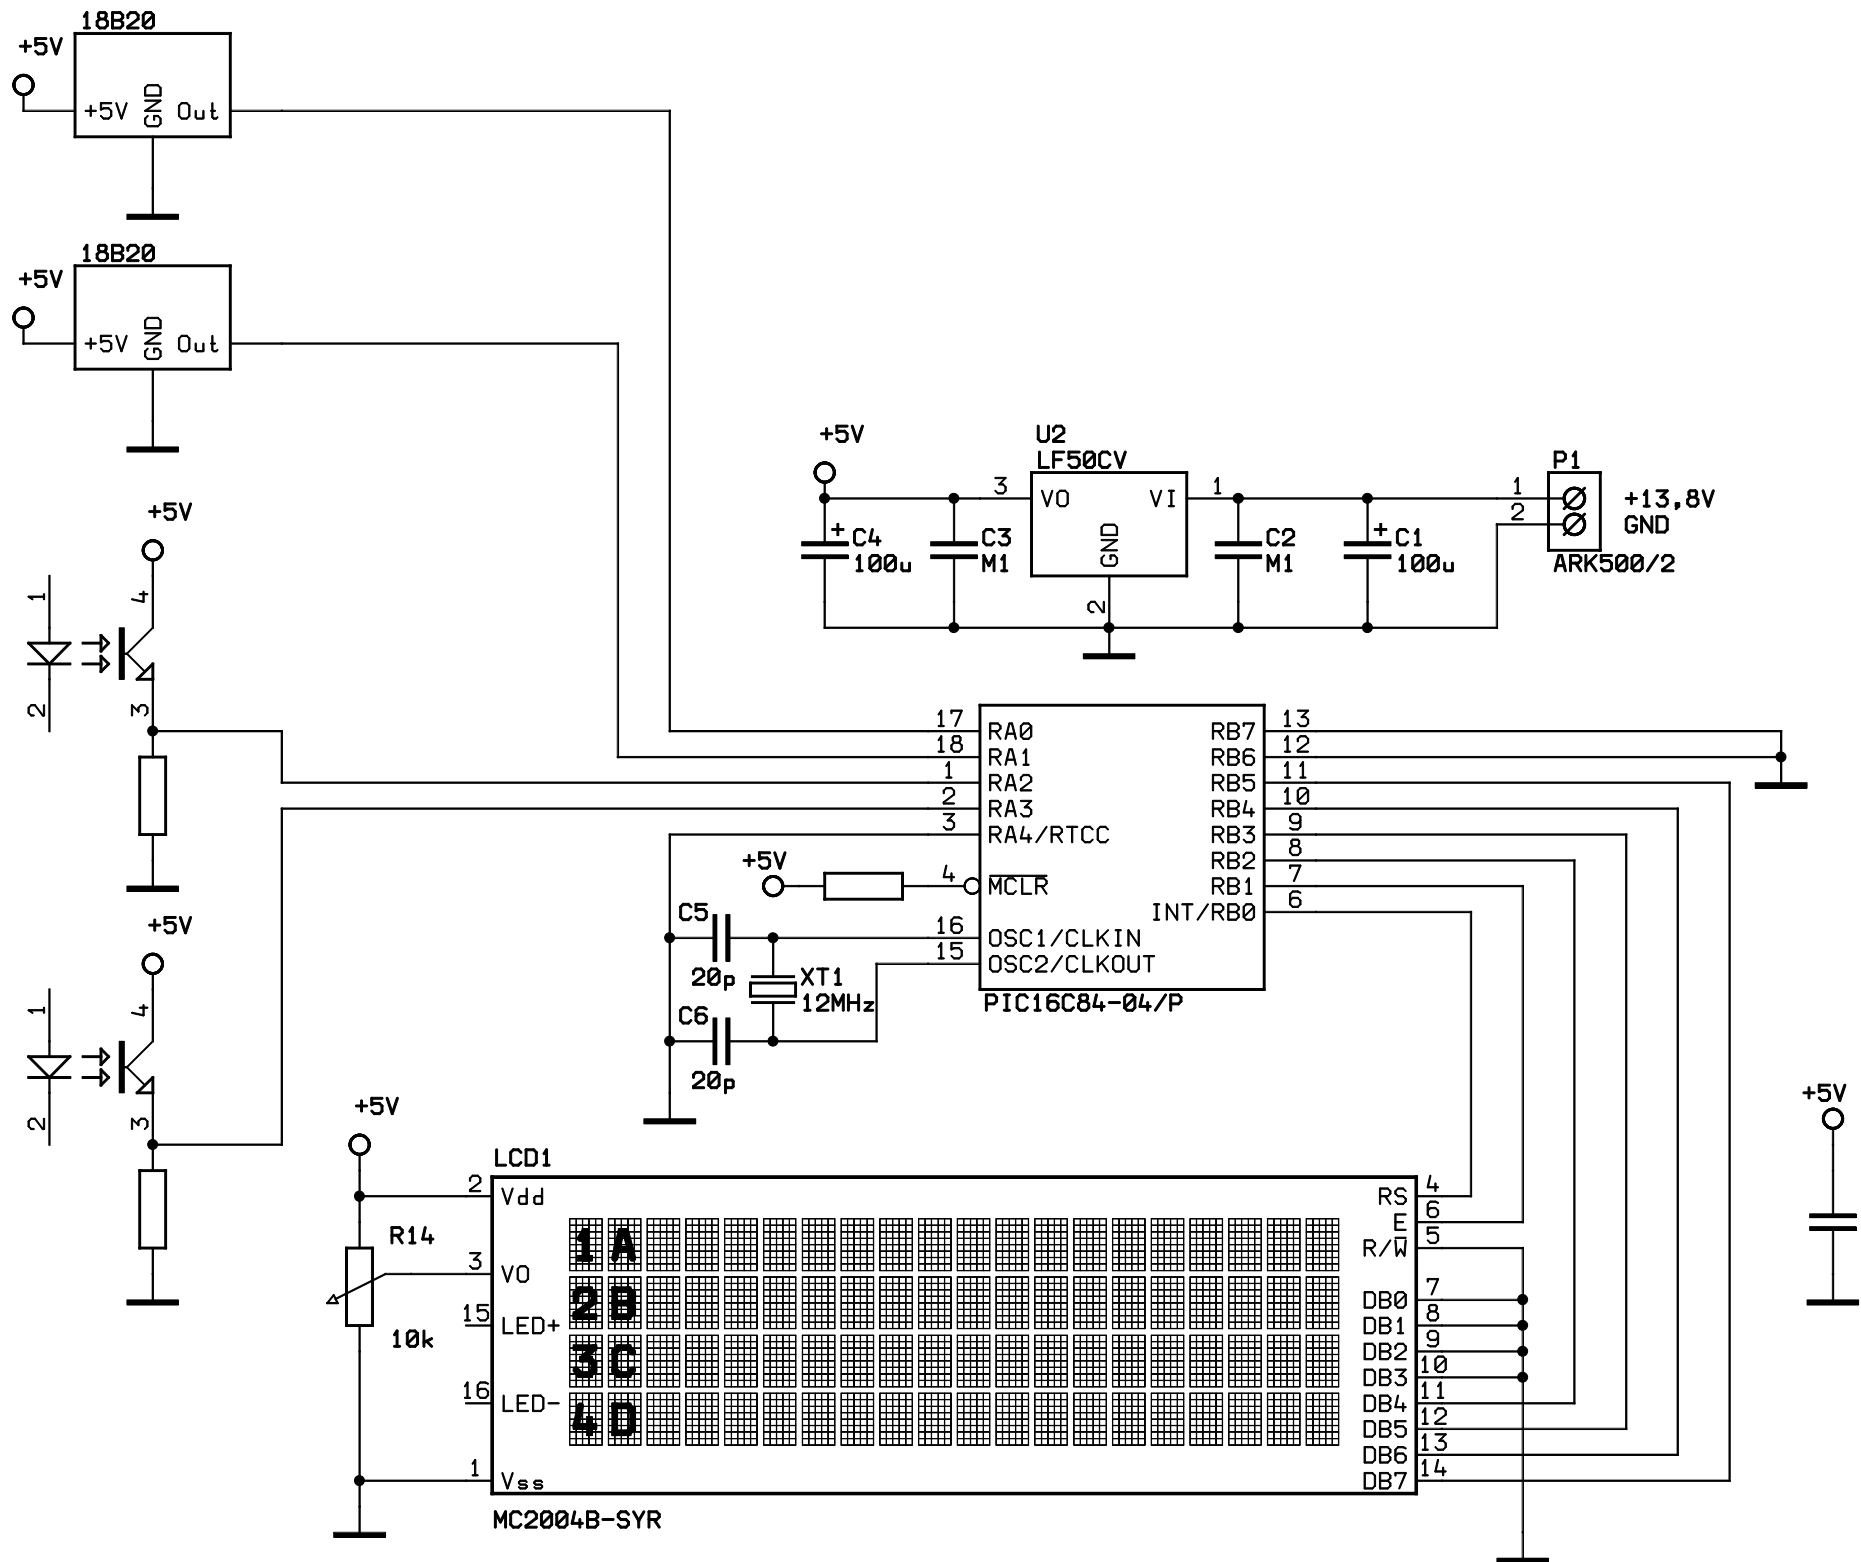 18B20
+5V
+5V GND Out
18B20
+5V
+5V GND Out
+5V
1
4
2
3
+5V
1
4
2
3
+5V
U2
LF50CV
3 VO VI 1
GND
2
C4
100u
+
C3
M1
C2
M1
+
C1
100u
P1
1
2
+13,8V
GND
ARK500/2
17 RA0 RB7 13
18 RA1 RB6 12
1 RA2 RB5 11
2 RA3 RB4 10
3 RA4/RTCC RB3 9
RB2 8
+5V
4 MCLR RB1 7
INT/RB0 6
C5
20p
16 OSC1/CLKIN
15 OSC2/CLKOUT
XT1
12MHz
PIC16C84-04/P
C6
20p
+5V
+5V
LCD1
2 Vdd RS 4
E 6
R14
R/W 5
3 VO
DB0 7
15 LED+ DB1 8
10k
DB2 9
DB3 10
16 LED- DB4 11
DB5 12
DB6 13
1 Vss DB7 14
1A
2B
3C
4D
MC2004B-SYR